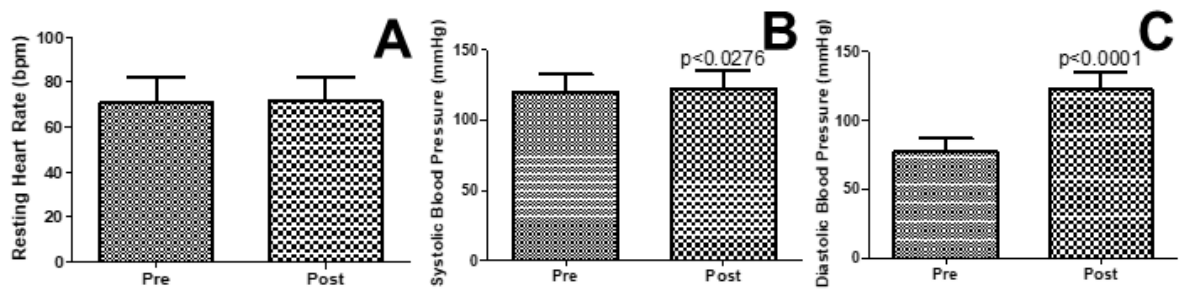 A
Resting Heart Rate (bpm)
100
80
60
40
20
0
Pre
Post
B
Systolic Blood Pressure (mmHg)
150
100
50
0
p<0.0276
Pre
Post
C
Diastolic Blood Pressure (mmHg)
150
100
50
0
p<0.0001
Pre
Post